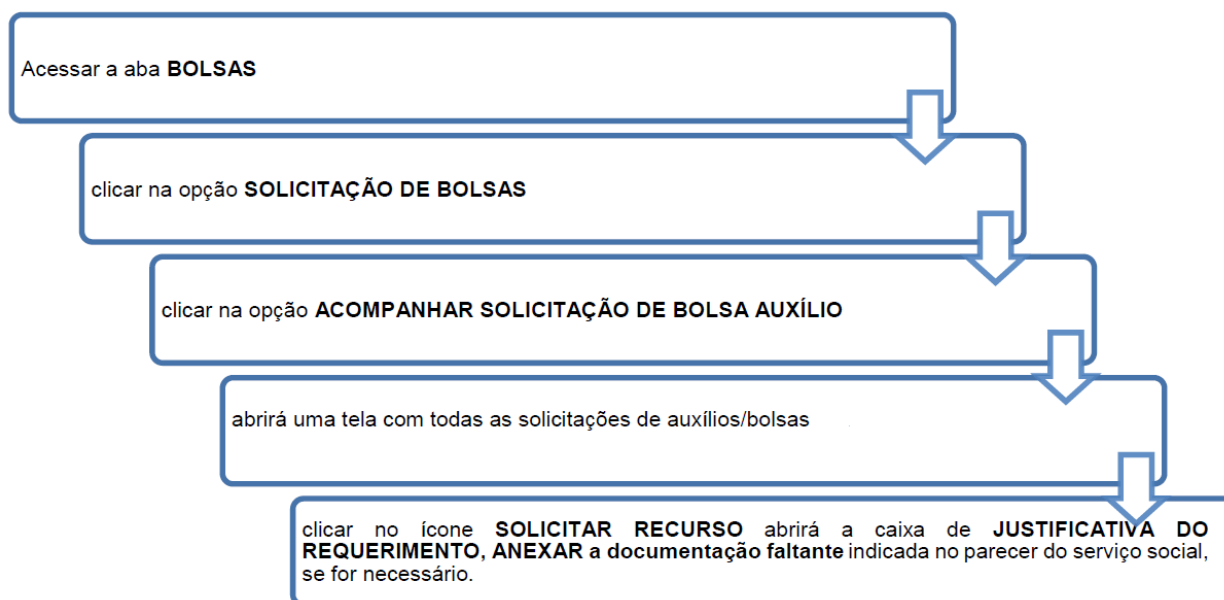 Acessar a aba BOLSAS
clicar na opção SOLICITAÇÃO DE BOLSAS
clicar na opção ACOMPANHAR SOLICITAÇÃO DE BOLSA AUXÍLIO
abrirá uma tela com todas as solicitações de auxílios/bolsas
clicar no ícone SOLICITAR RECURSO abrirá a caixa de JUSTIFICATIVA DO
REQUERIMENTO, ANEXAR a documentação faltante indicada no parecer do serviço social,
se for necessário.